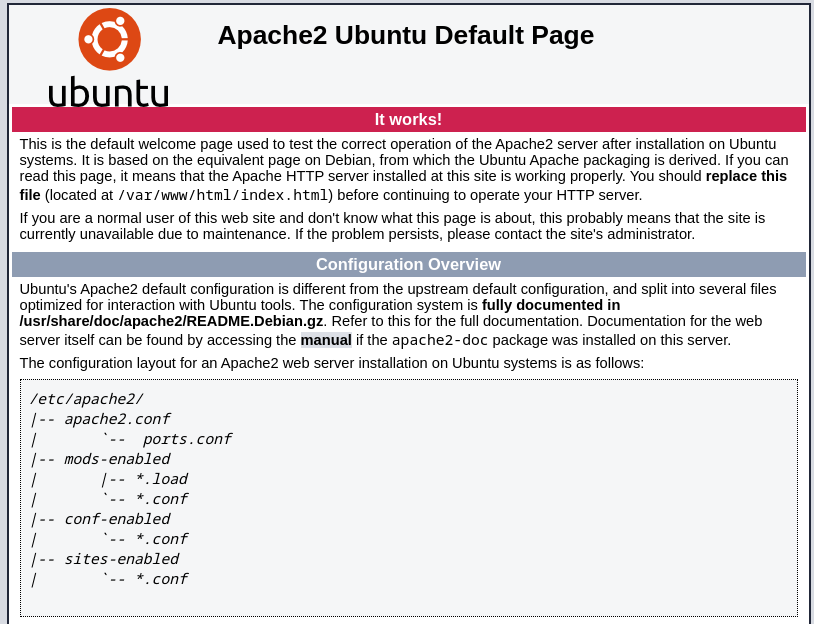 ubuntu
Apache2 Ubuntu Default Page
It works!
This is the default welcome page used to test the correct operation of the Apache2 server after installation on Ubuntu
systems. It is based on the equivalent page on Debian, from which the Ubuntu Apache packaging is derived. If you can
read this page, it means that the Apache HTTP server installed at this site is working properly. You should replace this
file (located at /var/www/html/index.html) before continuing to operate your HTTP server.
If you are a normal user of this web site and don't know what this page is about, this probably means that the site is
currently unavailable due to maintenance. If the problem persists, please contact the site's administrator.
Configuration Overview
Ubuntu's Apache2 default configuration is different from the upstream default configuration, and split into several files
optimized for interaction with Ubuntu tools. The configuration system is fully documented in
/usr/share/doc/apache2/README.Debian.gz. Refer to this for the full documentation. Documentation for the web
server itself can be found by accessing the manual if the apache2-doc package was installed on this server.
The configuration layout for an Apache2 web server installation on Ubuntu systems is as follows:
/etc/apache2/
|-- apache2.conf
|       `--  ports.conf
|-- mods-enabled
|       |-- *.load
|       `-- *.conf
|-- conf-enabled
|       `-- *.conf
|-- sites-enabled
|       `-- *.conf